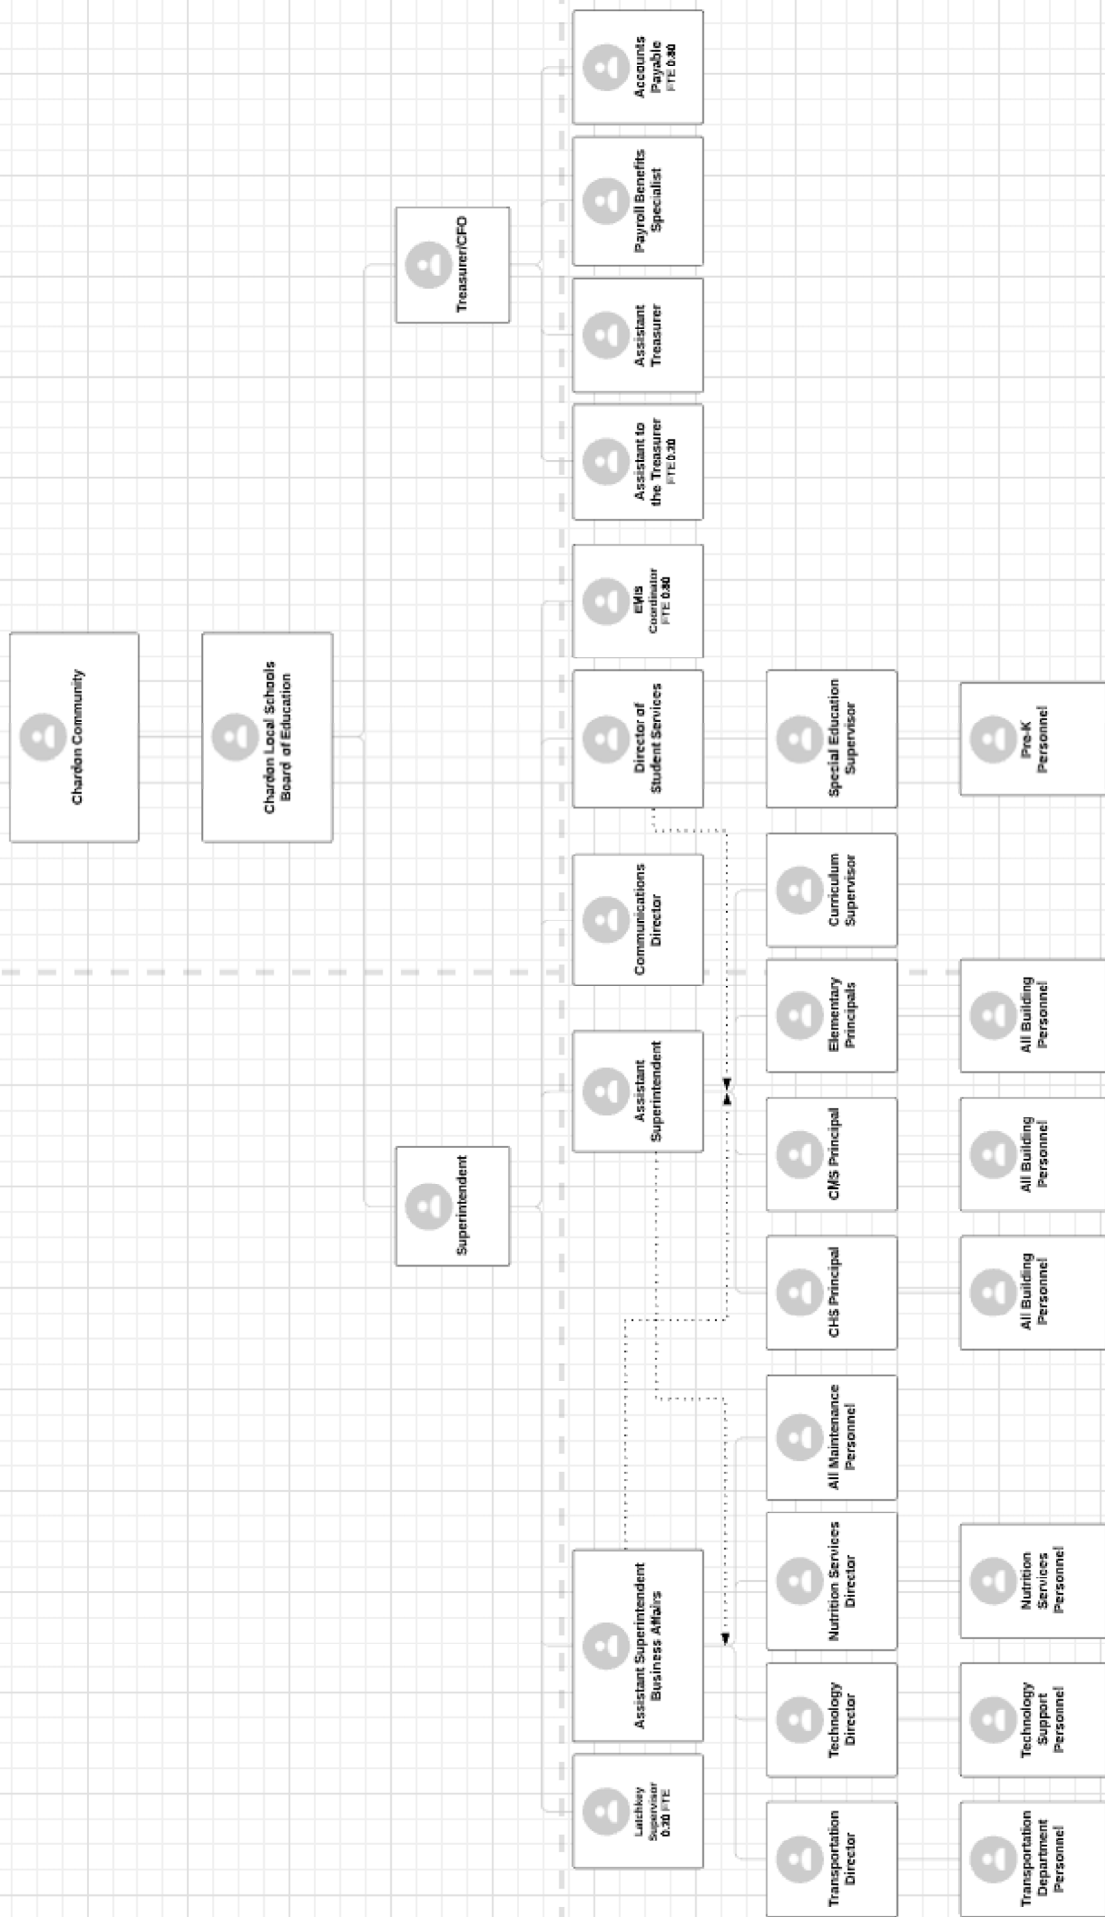 Chardon Community
Chardon Local Schools
Board of Education
Superintendent
Treasurer/CFO
Latchkey
Supervisor
0.20 FTE
Assistant Superintendent
Business Affairs
Assistant
Superintendent
Communications
Director
Director of
Student Services
EMIS
Coordinator
FTE 0.80
Assistant to
the Treasurer
FTE 0.20
Assistant
Treasurer
Payroll Benefits
Specialist
Accounts
Payable
FTE 0.80
Transportation
Director
Technology
Director
Nutrition Services
Director
All Maintenance
Personnel
CHS Principal
CMS Principal
Elementary
Principals
Curriculum
Supervisor
Special Education
Supervisor
Transportation
Department
Personnel
Technology
Support
Personnel
Nutrition
Services
Personnel
All Building
Personnel
All Building
Personnel
All Building
Personnel
Pre-K
Personnel